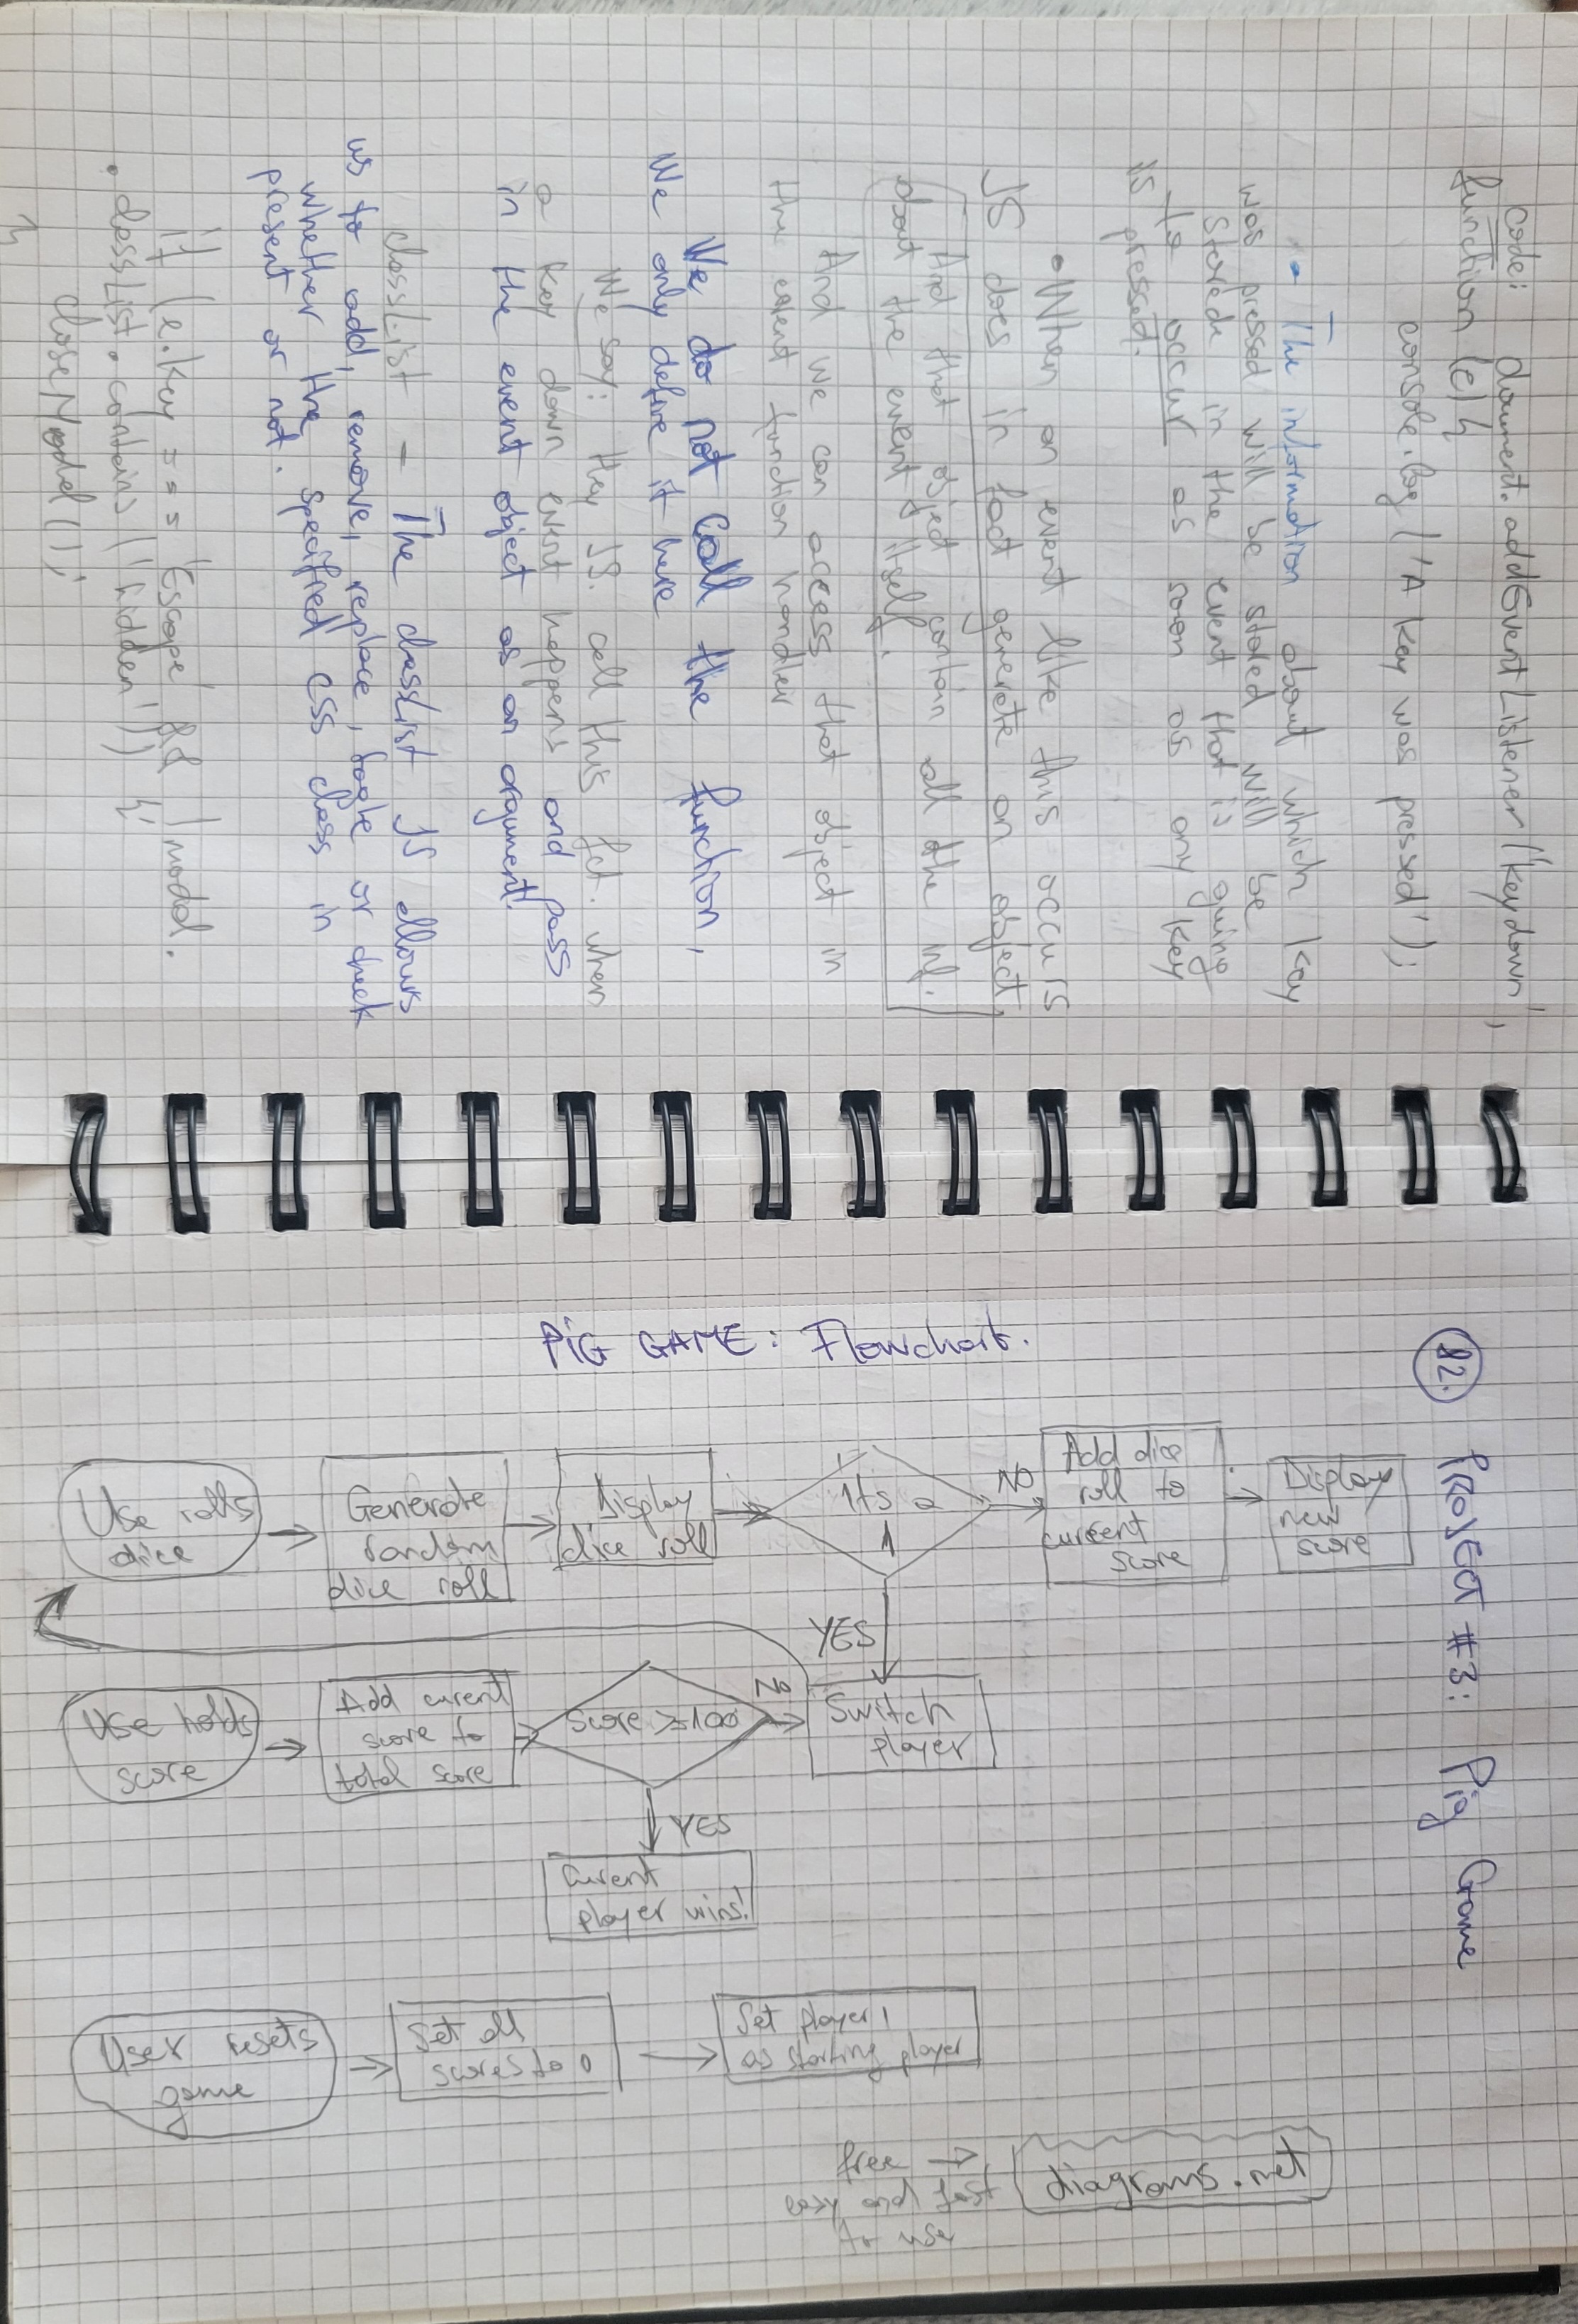 Code: document.addEventListener('keydown',
function (e) {
console.log ('A key was pressed');
• The information about which key
was pressed will be stored will be
storede in the event that is going
to occur as soon as any key
is pressed.
• When an event like this occurs
JS does in fact generate an object
And that object contain all the inf.
about the event itself.
And we can acess that object in
the event function handler
We do not Call the function,
We only define it here
We say: Hey JS. call this fct. when
a key down event happens and pass
in the event object as an argument!
classList - The classList JS allows
us to add, remove, replace, togle or check
whether the specified CSS class in
present or not.
if (e.key === 'Escape' && !modal.
.classList.contains ('hidden')) {
closeModal ();
}
12. PROJECT #3: Pig Game
PIG GAME: Flowchart.
Use rolls
dice
Generate
random
dice roll
Display
dice roll
Its a
1
NO
Add dice
roll to
current
score
Display
new
score
YES
Use holds
score
Add curent
score to
total score
Score ≥100
No
Switch
player
YES
Curent
player wins!
User resets
game
Set all
scores to 0
Set player 1
as starting player
free →
easy and fast
to use
diagrams.net